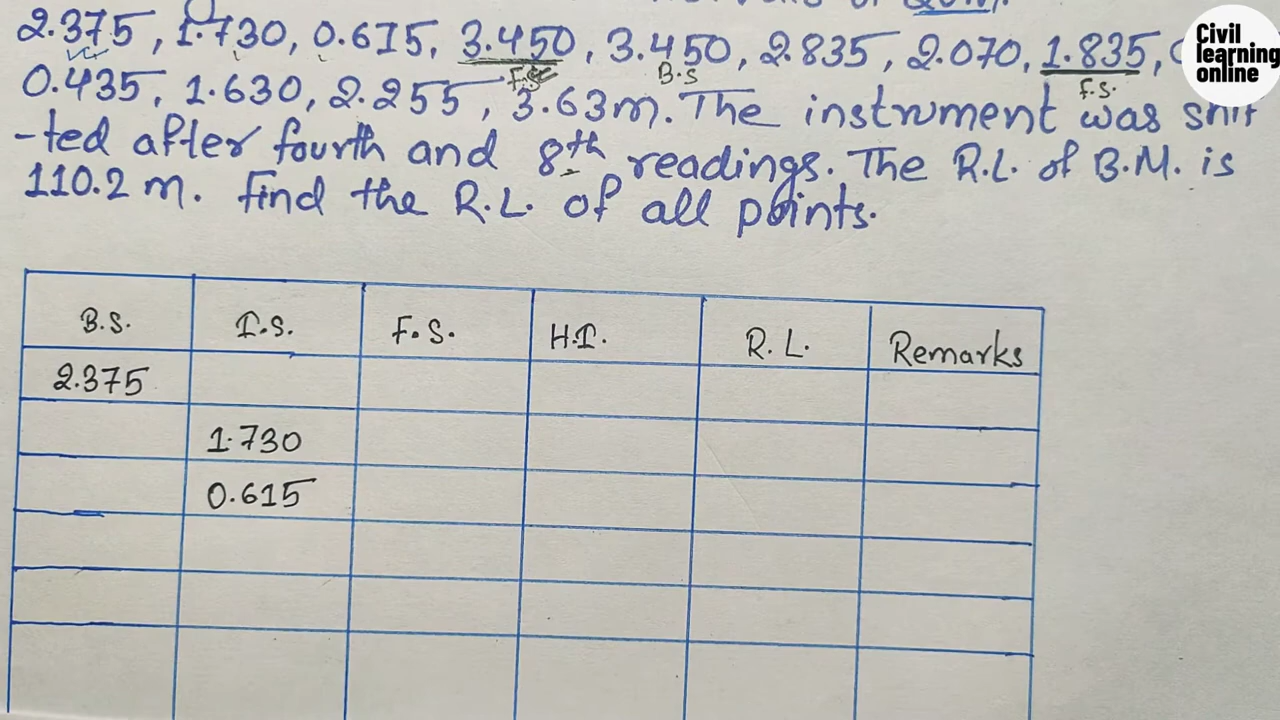 2.375, 1.730, 0.615, 3.450, 3.450, 2.835, 2.070, 1.835,
F.S. B.S F.S.
0.435, 1.630, 2.255, 3.63m. The instrument was shif
-ted after fourth and 8th readings. The R.L. of B.M. is
110.2 m. find the R.L. of all points.
Civil
learning
online
B.S. I.S. F.S. H.I. R.L. Remarks
2.375
1.730
0.615